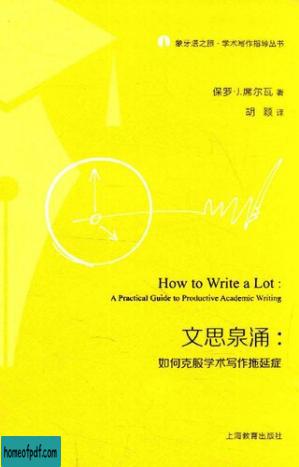 象牙塔之旅·学术写作指导丛书
保罗·J.席尔瓦 著
胡颖 译
How to Write a Lot :
A Practical Guide to Productive Academic Writing
文思泉涌：
如何克服学术写作拖延症
上海教育出版社
homeofpdf.com